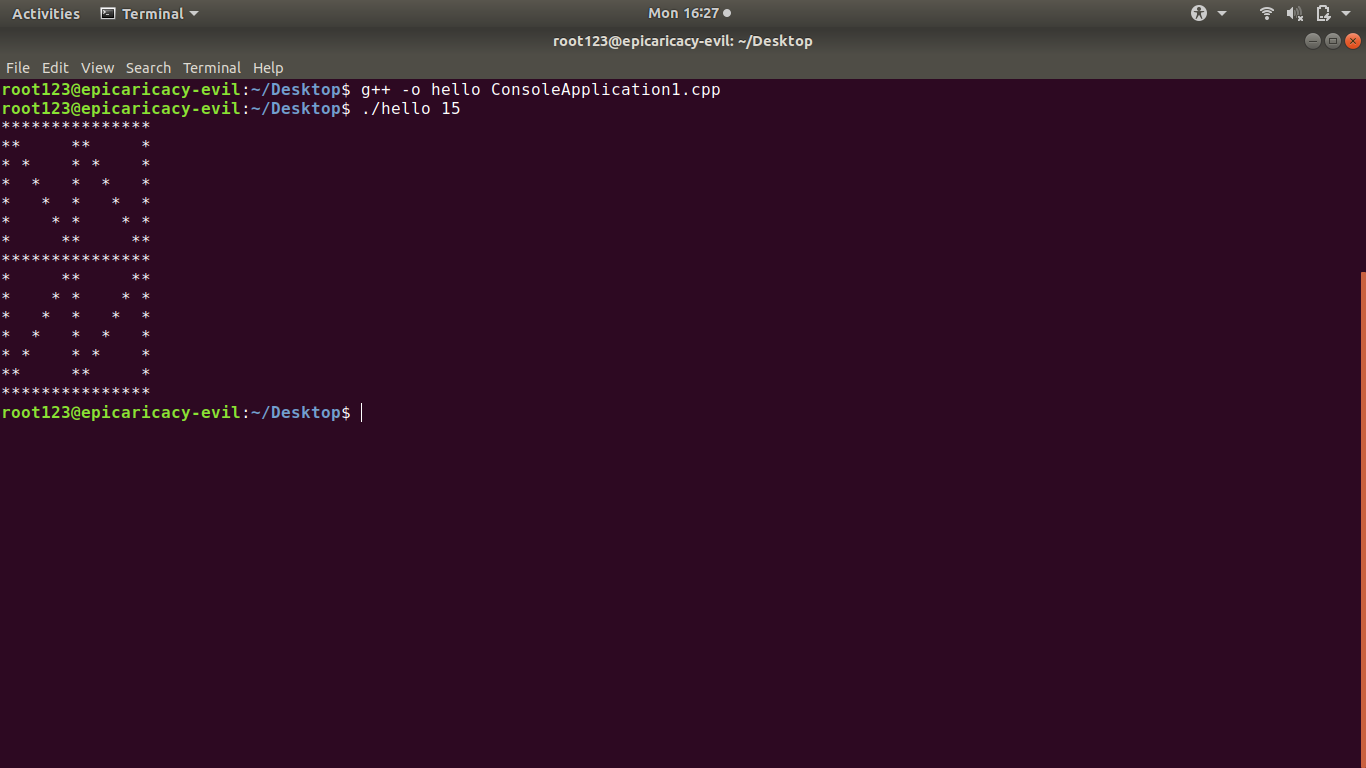 Activities Terminal Mon 16:27
root123@epicaricacy-evil: ~/Desktop
File Edit View Search Terminal Help
root123@epicaricacy-evil:~/Desktop$ g++ -o hello ConsoleApplication1.cpp
root123@epicaricacy-evil:~/Desktop$ ./hello 15
***************
**     **     *
* *    * *    *
*  *   *  *   *
*   *  *   *  *
*    * *    * *
*     **     **
***************
*     **     **
*    * *    * *
*   *  *   *  *
*  *   *  *   *
* *    * *    *
**     **     *
***************
root123@epicaricacy-evil:~/Desktop$